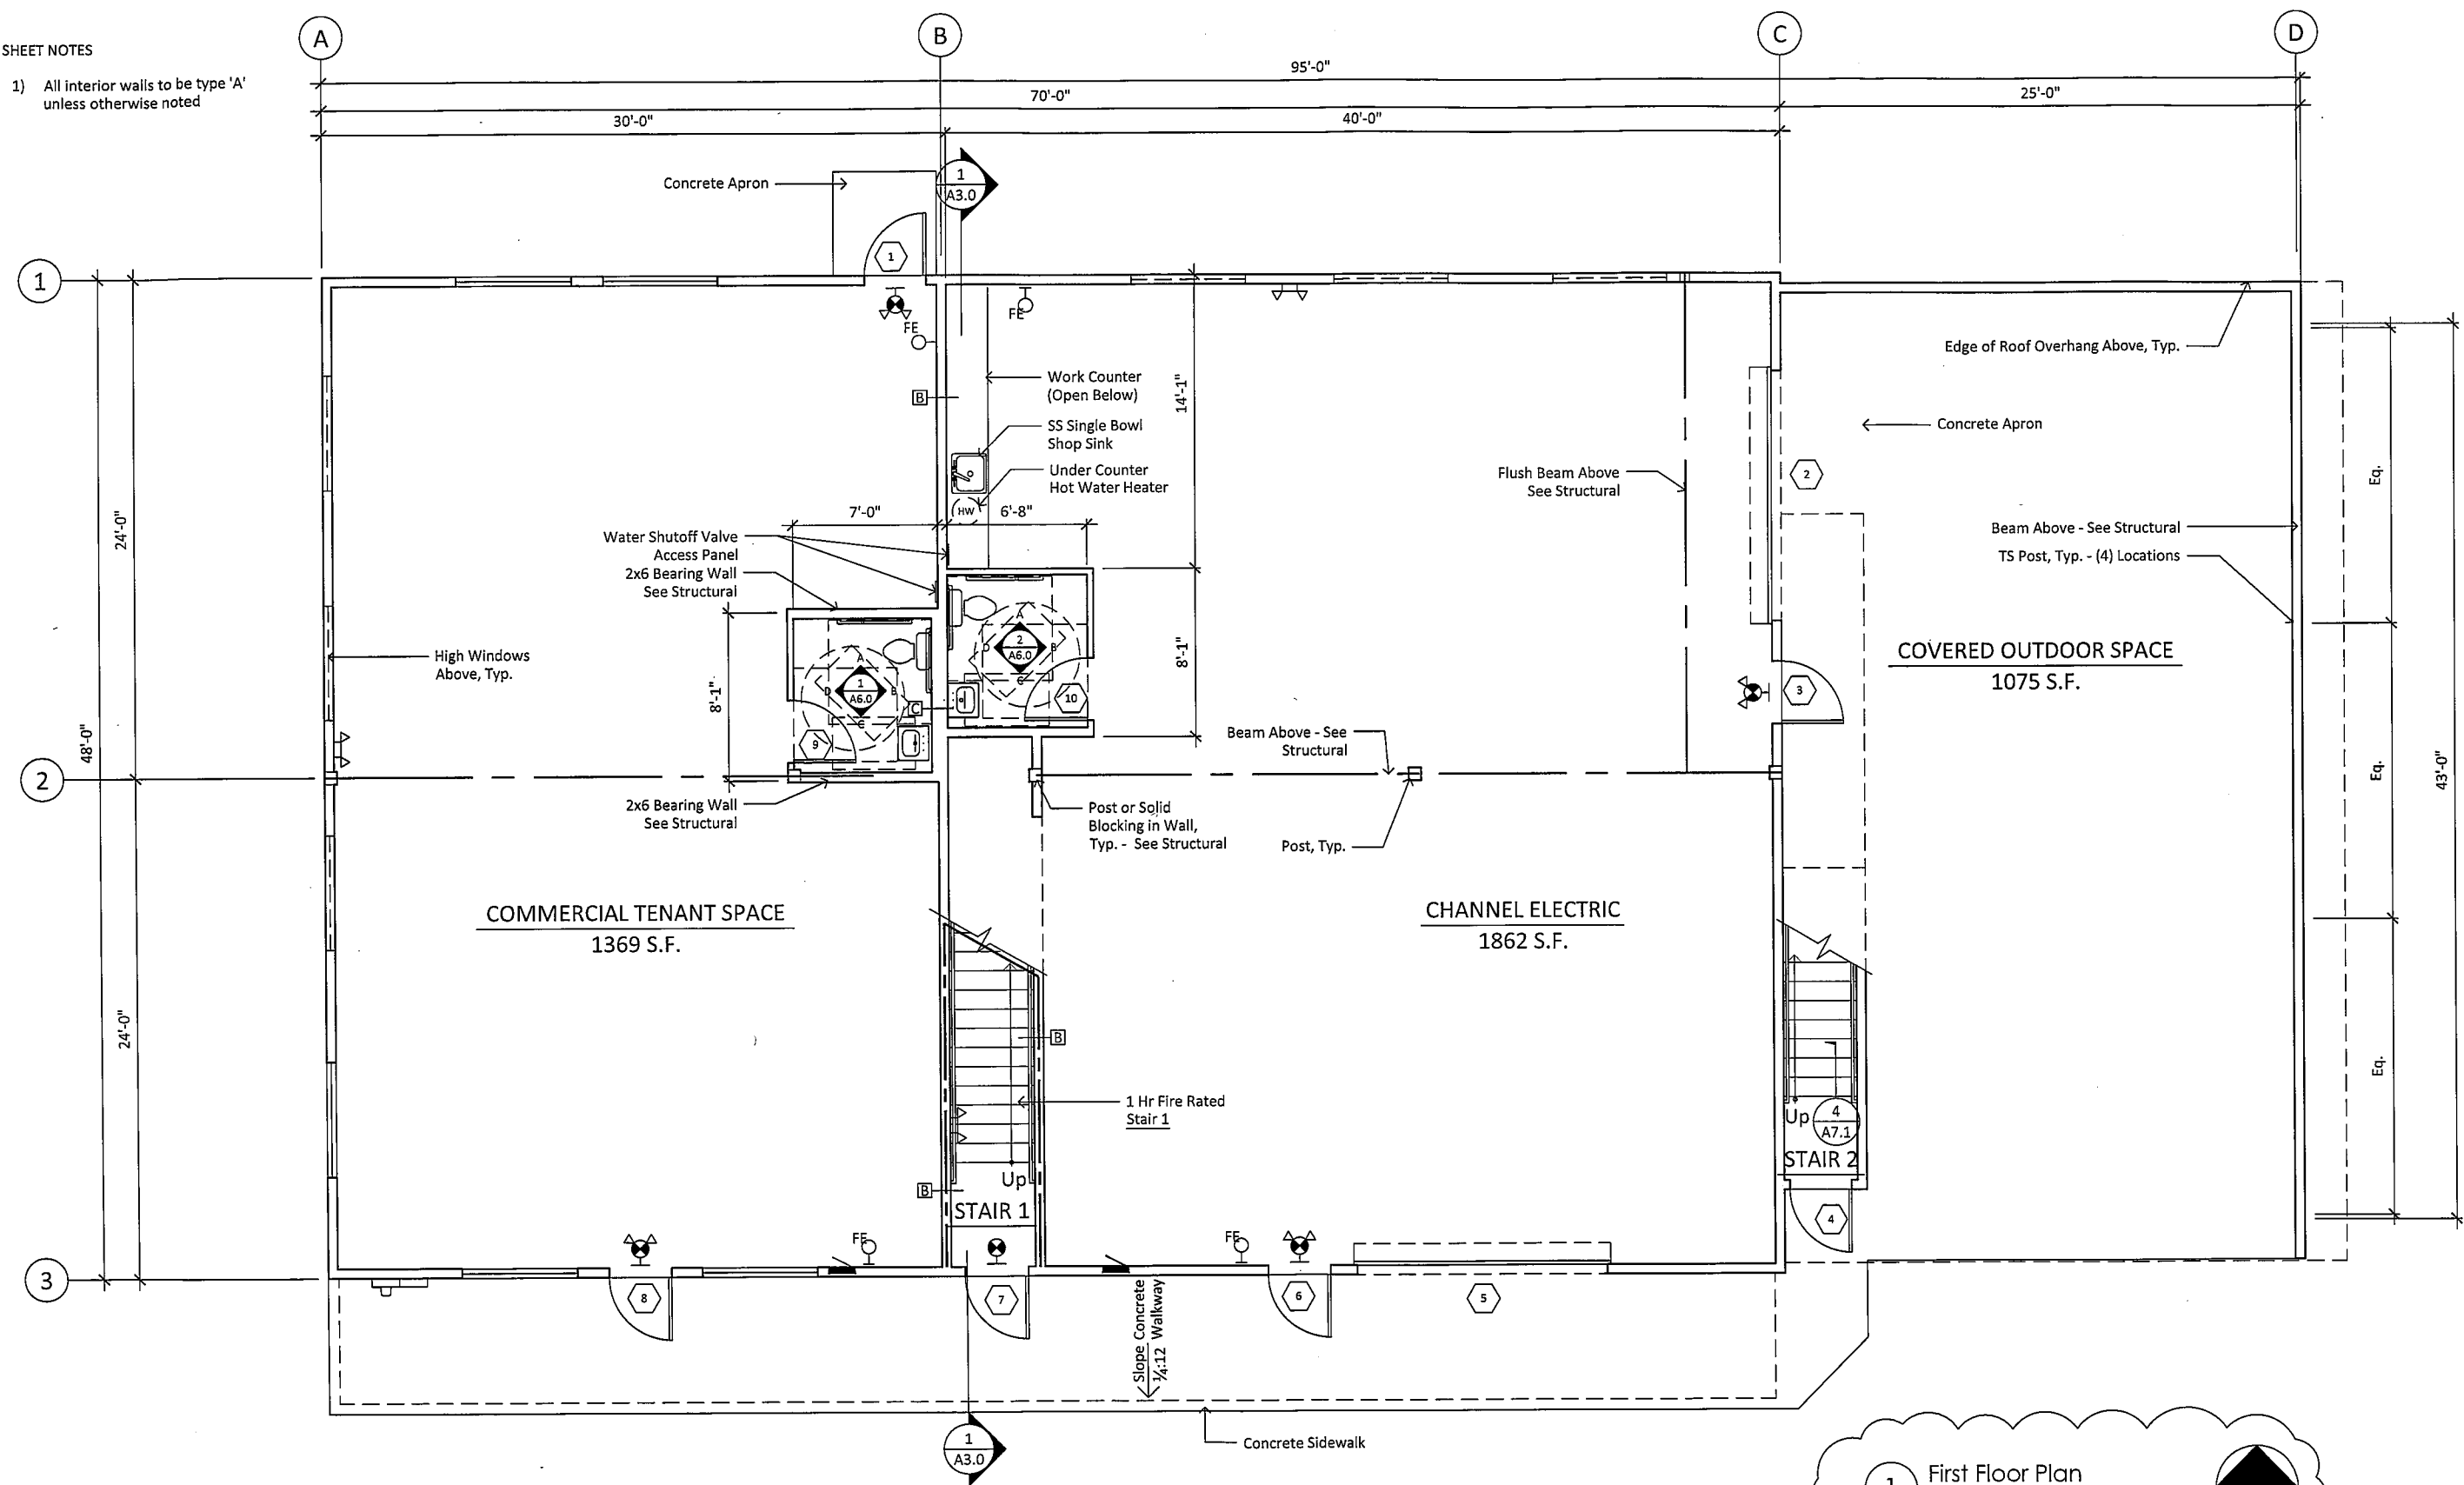 A
B
C
D
SHEET NOTES
1) All interior walls to be type 'A'
unless otherwise noted
95'-0"
70'-0"
25'-0"
30'-0"
40'-0"
Concrete Apron
1
A3.0
1
1
FE
FE
Edge of Roof Overhang Above, Typ.
Work Counter
(Open Below)
14'-1"
B
SS Single Bowl
Shop Sink
Concrete Apron
Under Counter
Hot Water Heater
Flush Beam Above
See Structural
2
Eq.
HW
7'-0"
6'-8"
24'-0"
Water Shutoff Valve
Access Panel
Beam Above - See Structural
TS Post, Typ. - (4) Locations
2x6 Bearing Wall
See Structural
High Windows
Above, Typ.
8'-1"
8'-1"
A
B
C
D
1
A6.0
A
B
C
D
2
A6.0
C
9
10
3
COVERED OUTDOOR SPACE
1075 S.F.
48'-0"
2
Beam Above - See
Structural
Eq.
43'-0"
2x6 Bearing Wall
See Structural
Post or Solid
Blocking in Wall,
Typ. - See Structural
Post, Typ.
COMMERCIAL TENANT SPACE
1369 S.F.
CHANNEL ELECTRIC
1862 S.F.
24'-0"
B
1 Hr Fire Rated
Stair 1
Eq.
Up
4
A7.1
STAIR 2
Up
B
STAIR 1
4
FE
FE
3
8
7
6
5
Slope Concrete
¼:12 Walkway
Concrete Sidewalk
1
A3.0
1
First Floor Plan